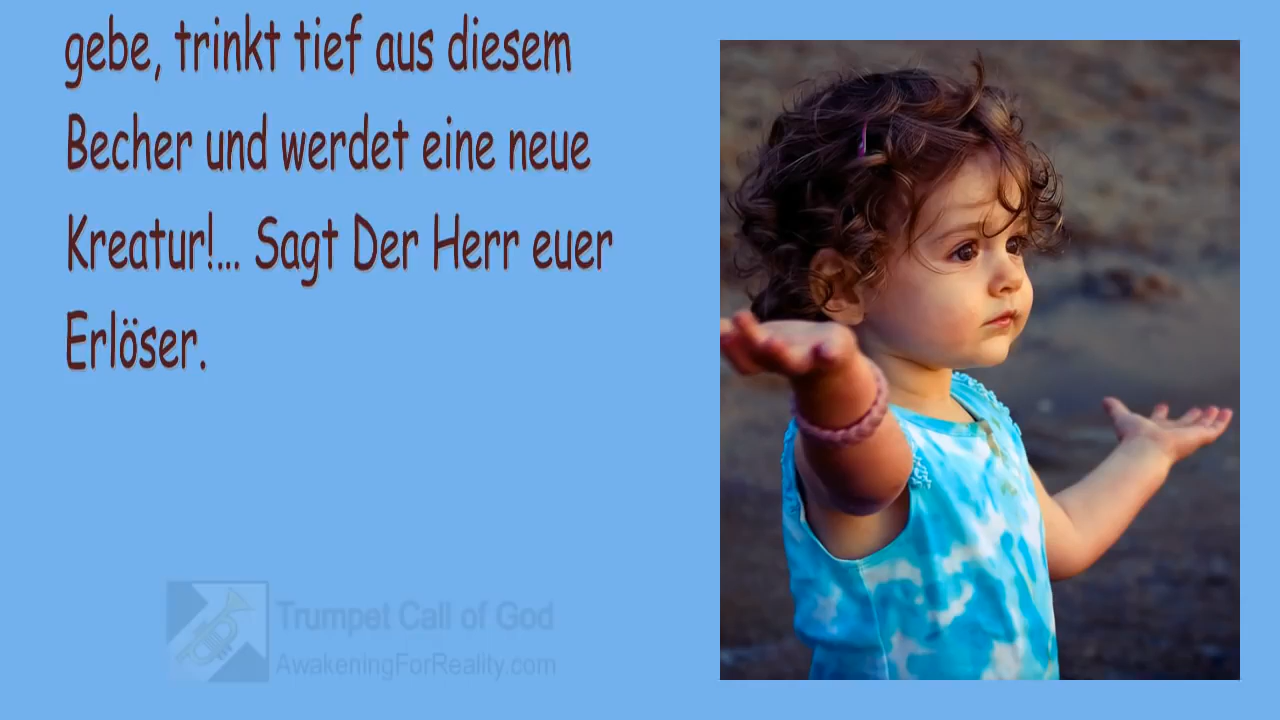 gebe, trinkt tief aus diesem
Becher und werdet eine neue
Kreatur!... Sagt Der Herr euer
Erlöser.
Trumpet Call of God
AwakeningForReality.com